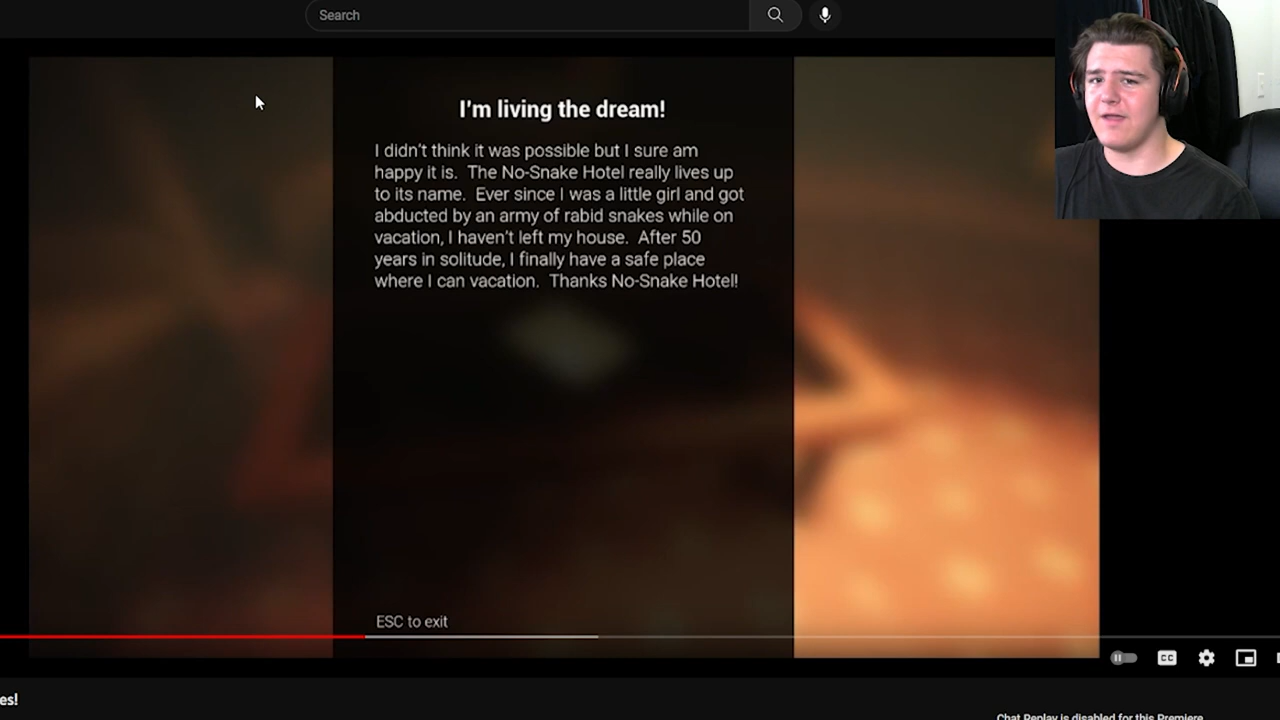 Search
I'm living the dream!
I didn't think it was possible but I sure am
happy it is.  The No-Snake Hotel really lives up
to its name.  Ever since I was a little girl and got
abducted by an army of rabid snakes while on
vacation, I haven't left my house.  After 50
years in solitude, I finally have a safe place
where I can vacation.  Thanks No-Snake Hotel!
ESC to exit
CC
es!
Chat Replay is disabled for this Premiere.